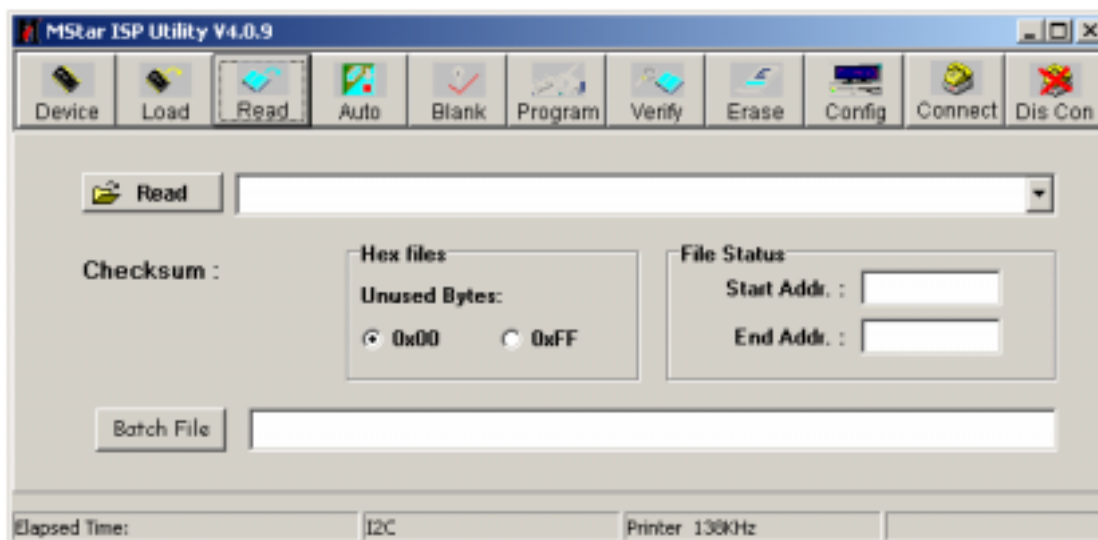 MStar ISP Utility V4.0.9
Device Load Read Auto Blank Program Verify Erase Config Connect Dis Con
Read
Checksum :
Hex files
Unused Bytes:
0x00 0xFF
File Status
Start Addr. :
End Addr. :
Batch File
Elapsed Time: I2C Printer 138KHz